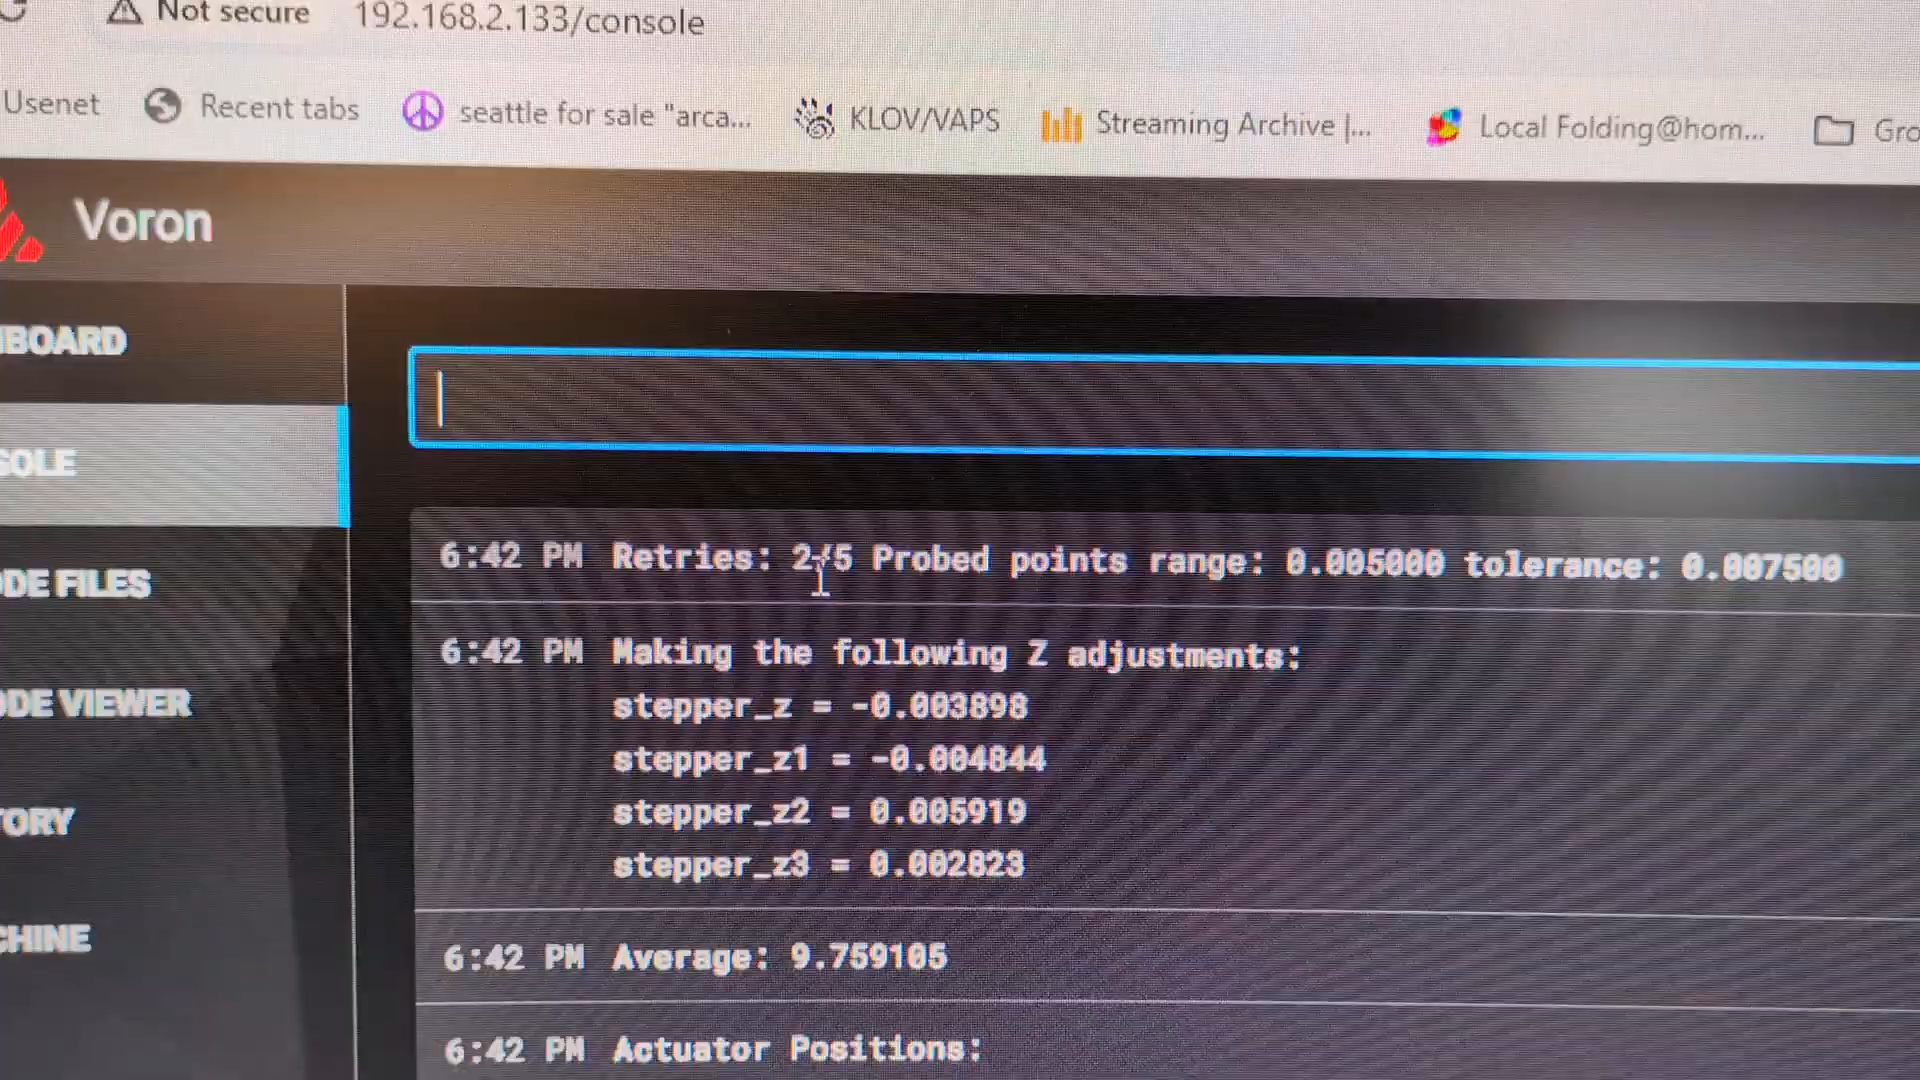 Not secure 192.168.2.133/console
Usenet Recent tabs seattle for sale "arca... KLOV/VAPS Streaming Archive |... Local Folding@hom... Gro
Voron
BOARD
SOLE
6:42 PM Retries: 2/5 Probed points range: 0.005000 tolerance: 0.007500
DE FILES
6:42 PM Making the following Z adjustments:
stepper_z = -0.003898
ODE VIEWER
stepper_z1 = -0.004844
stepper_z2 = 0.005919
TORY
stepper_z3 = 0.002823
CHINE
6:42 PM Average: 9.759105
6:42 PM Actuator Positions: